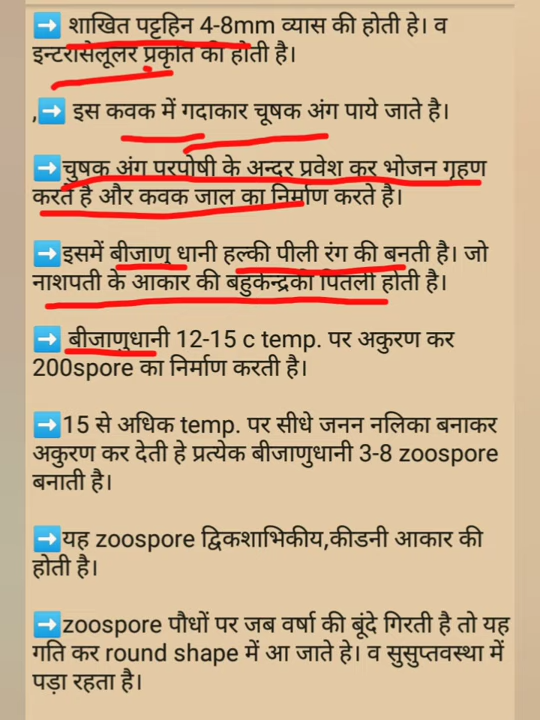 ➡️ शाखित पट्टहिन 4-8mm व्यास की होती हे। व
इन्टरासेलूलर प्रकृति की होती है।
,➡️ इस कवक में गदाकार चूषक अंग पाये जाते है।
➡️चुषक अंग परपोषी के अन्दर प्रवेश कर भोजन गृहण
करते है और कवक जाल का निर्माण करते है।
➡️इसमें बीजाणु धानी हल्की पीली रंग की बनती है। जो
नाशपती के आकार की बहुकेन्द्रकी पितली होती है।
➡️ बीजाणुधानी 12-15 c temp. पर अकुरण कर
200spore का निर्माण करती है।
➡️15 से अधिक temp. पर सीधे जनन नलिका बनाकर
अकुरण कर देती हे प्रत्येक बीजाणुधानी 3-8 zoospore
बनाती है।
➡️यह zoospore द्विकशाभिकीय,कीडनी आकार की
होती है।
➡️zoospore पौधों पर जब वर्षा की बूंदे गिरती है तो यह
गति कर round shape में आ जाते हे। व सुसुप्तवस्था में
पड़ा रहता है।